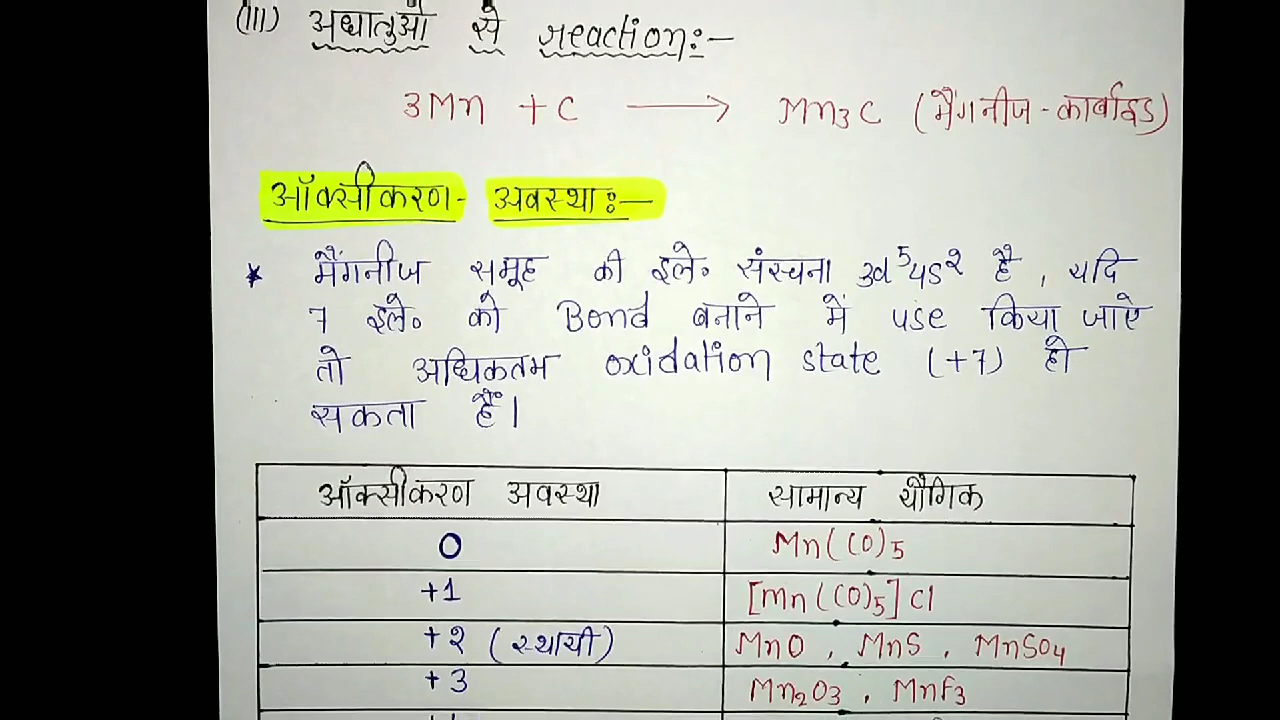 (III) अधातुओ से reaction:-
3Mn + C ⟶ Mn₃C (मैंगनीज-कार्बाइड)
ऑक्सीकरण- अवस्था:—
* मैंगनीज समूह की इले० संरचना 3d⁵4s² है, यदि
7 इले० को Bond बनाने में use किया जाऐ
तो अधिकतम oxidation state (+7) हो
सकता हैं।
ऑक्सीकरण अवस्था सामान्य यौगिक
0 Mn(CO)5
+1 [mn(CO)5]Cl
+2 (स्थायी) MnO, MnS, MnSO4
+3 Mn₂O3, MnF3